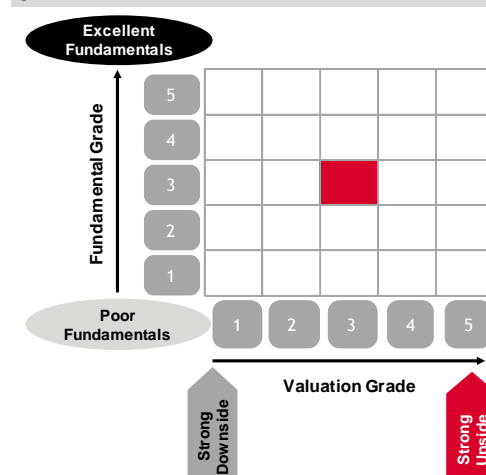 Excellent
Fundamentals
Fundamental Grade
5
4
3
2
1
Poor
Fundamentals
1
2
3
4
5
Valuation Grade
Strong
Downside
Strong
Upside